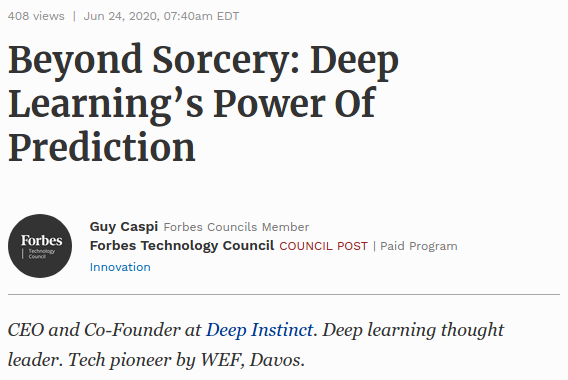 408 views | Jun 24, 2020, 07:40am EDT
Beyond Sorcery: Deep
Learning’s Power Of
Prediction
Forbes
Technology
Council
Guy Caspi Forbes Councils Member
Forbes Technology Council COUNCIL POST | Paid Program
Innovation
CEO and Co-Founder at Deep Instinct. Deep learning thought
leader. Tech pioneer by WEF, Davos.